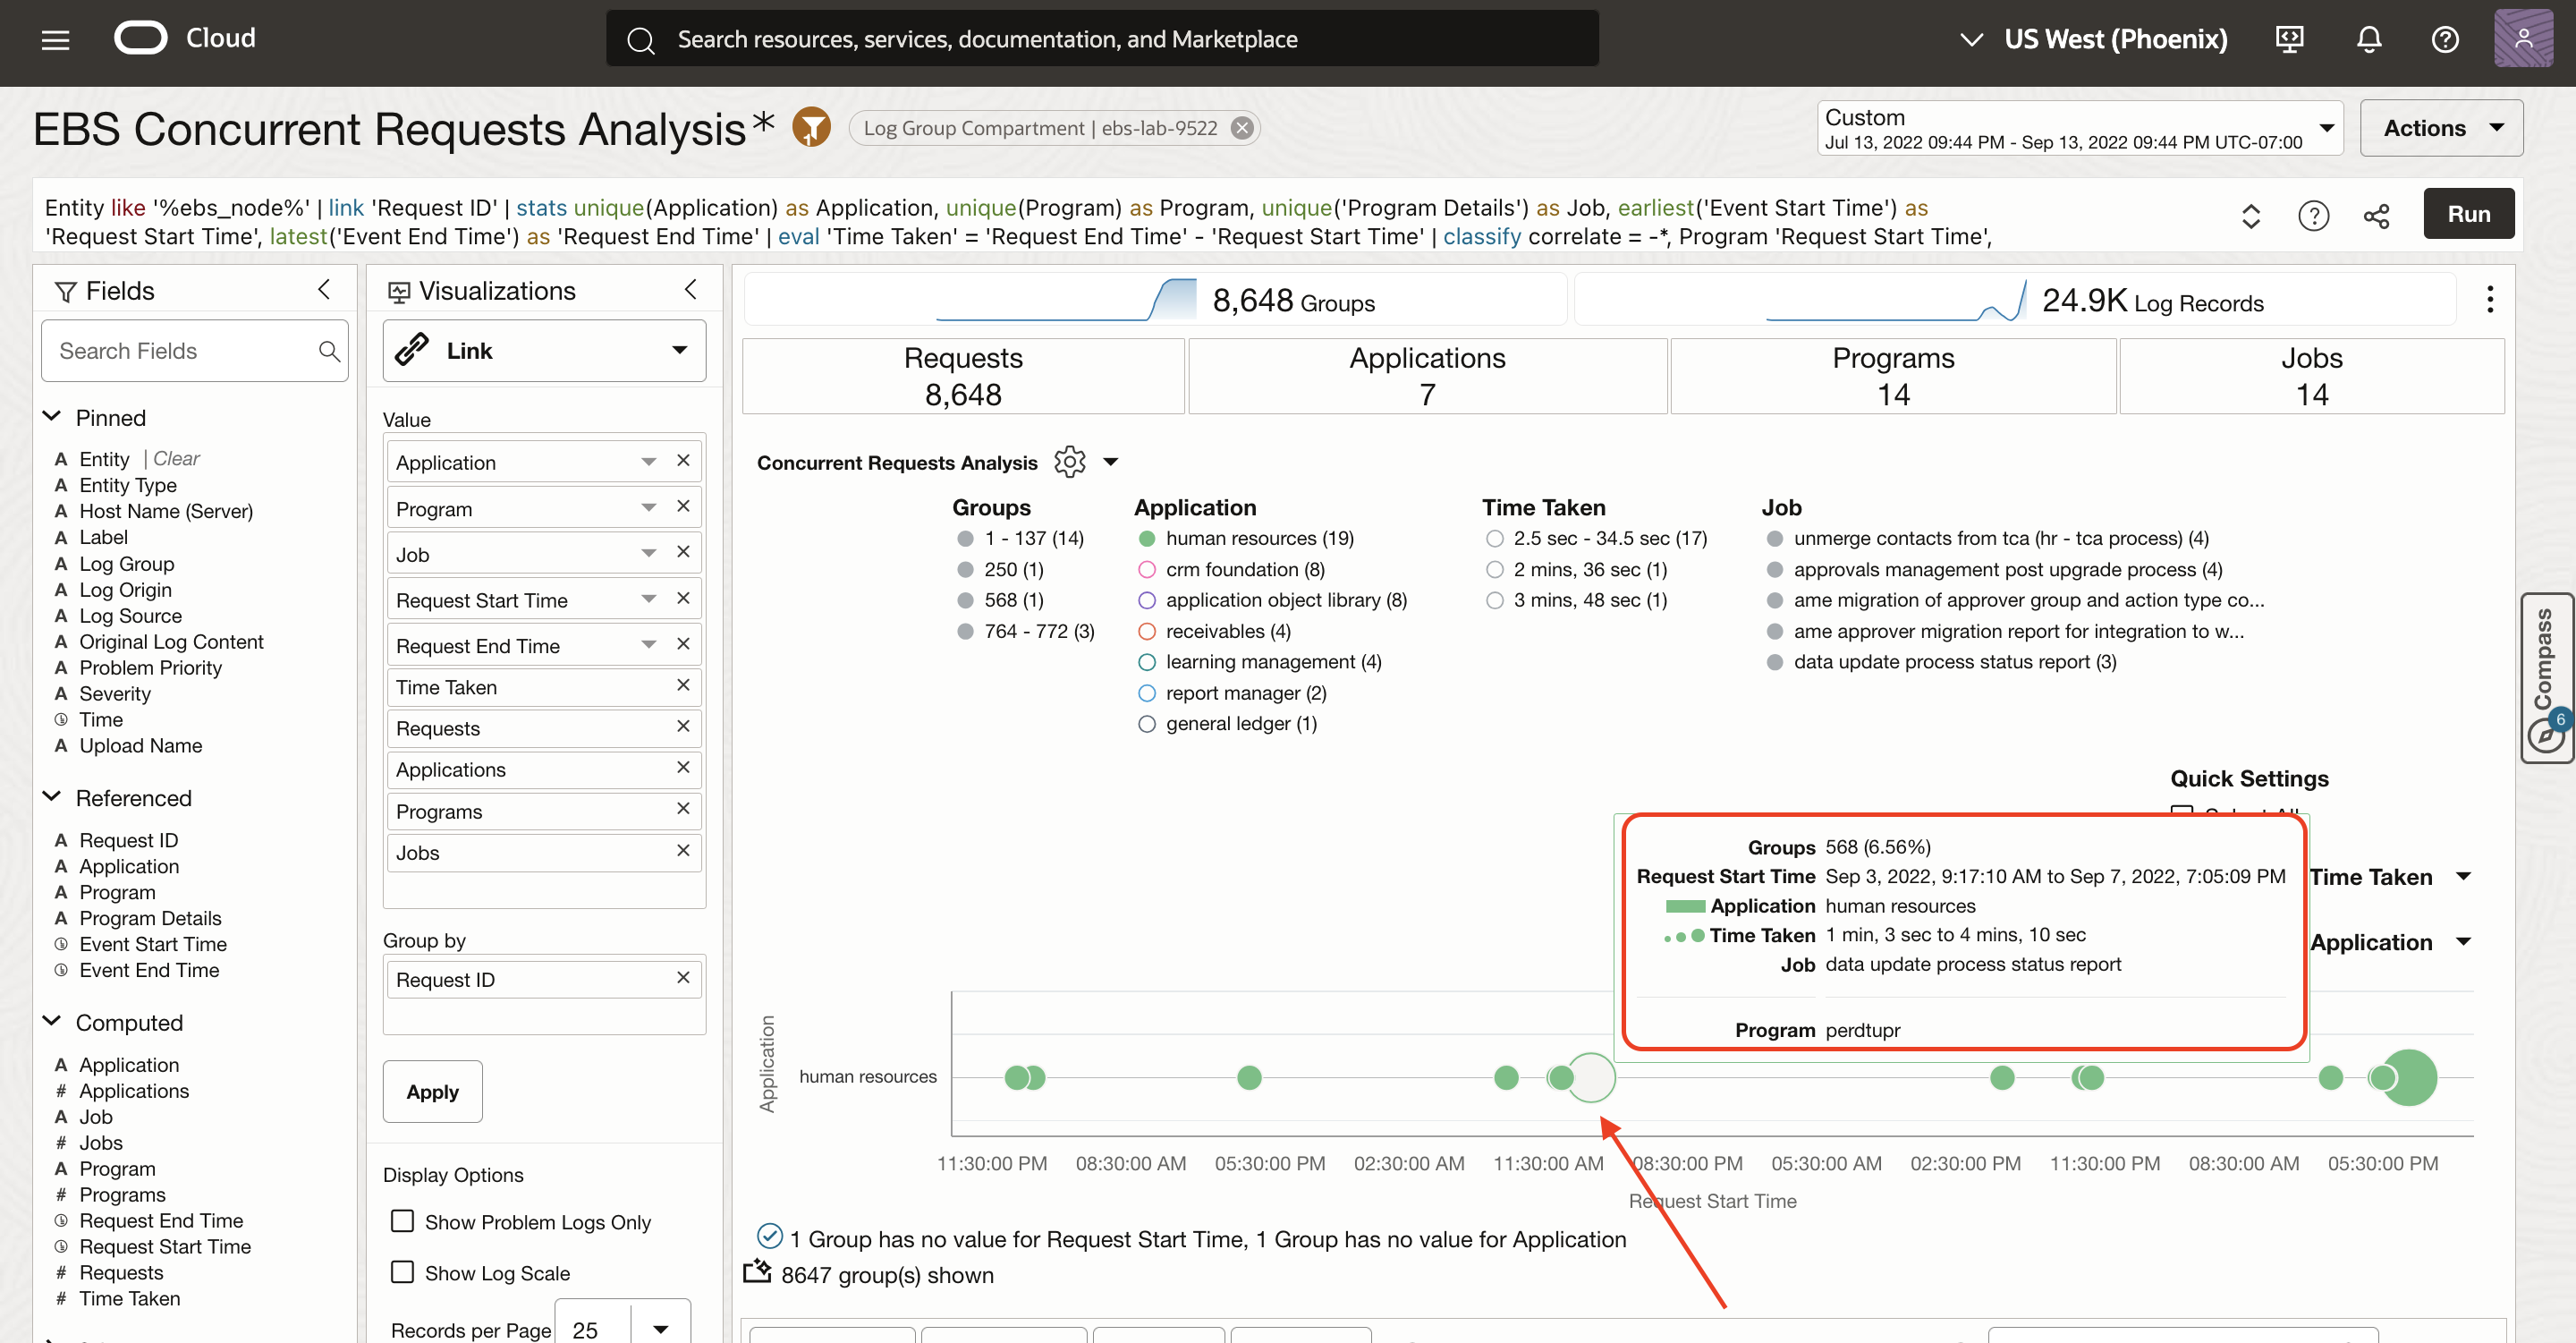 Cloud
Search resources, services, documentation, and Marketplace
US West (Phoenix)
EBS Concurrent Requests Analysis*
1
Log Group Compartment | ebs-lab-9522
Custom
Jul 13, 2022 09:44 PM - Sep 13, 2022 09:44 PM UTC-07:00
Actions
Entity like '%ebs_node%' | link 'Request ID' | stats unique(Application) as Application, unique(Program) as Program, unique('Program Details') as Job, earliest('Event Start Time') as
'Request Start Time', latest('Event End Time') as 'Request End Time' | eval 'Time Taken' = 'Request End Time' - 'Request Start Time' | classify correlate = -*, Program 'Request Start Time',
Run
Fields
Search Fields
Pinned
A Entity | Clear
A Entity Type
A Host Name (Server)
A Label
A Log Group
A Log Origin
A Log Source
A Original Log Content
A Problem Priority
A Severity
Time
A Upload Name
Referenced
A Request ID
A Application
A Program
A Program Details
Event Start Time
Event End Time
Computed
A Application
# Applications
A Job
# Jobs
A Program
# Programs
Request End Time
Request Start Time
# Requests
# Time Taken
Visualizations
Link
Value
Application
Program
Job
Request Start Time
Request End Time
Time Taken
Requests
Applications
Programs
Jobs
Group by
Request ID
Apply
Display Options
Show Problem Logs Only
Show Log Scale
Records per Page 25
8,648 Groups
24.9K Log Records
Requests
8,648
Applications
7
Programs
14
Jobs
14
Concurrent Requests Analysis
Groups
1 - 137 (14)
250 (1)
568 (1)
764 - 772 (3)
Application
human resources (19)
crm foundation (8)
application object library (8)
receivables (4)
learning management (4)
report manager (2)
general ledger (1)
Time Taken
2.5 sec - 34.5 sec (17)
2 mins, 36 sec (1)
3 mins, 48 sec (1)
Job
unmerge contacts from tca (hr - tca process) (4)
approvals management post upgrade process (4)
ame migration of approver group and action type co...
ame approver migration report for integration to w...
data update process status report (3)
Compass
6
Quick Settings
Groups 568 (6.56%)
Request Start Time Sep 3, 2022, 9:17:10 AM to Sep 7, 2022, 7:05:09 PM
Application human resources
Time Taken 1 min, 3 sec to 4 mins, 10 sec
Job data update process status report
Program perdtupr
Time Taken
Application
Application
human resources
11:30:00 PM 08:30:00 AM 05:30:00 PM 02:30:00 AM 11:30:00 AM 08:30:00 PM 05:30:00 AM 02:30:00 PM 11:30:00 PM 08:30:00 AM 05:30:00 PM
Request Start Time
1 Group has no value for Request Start Time, 1 Group has no value for Application
8647 group(s) shown